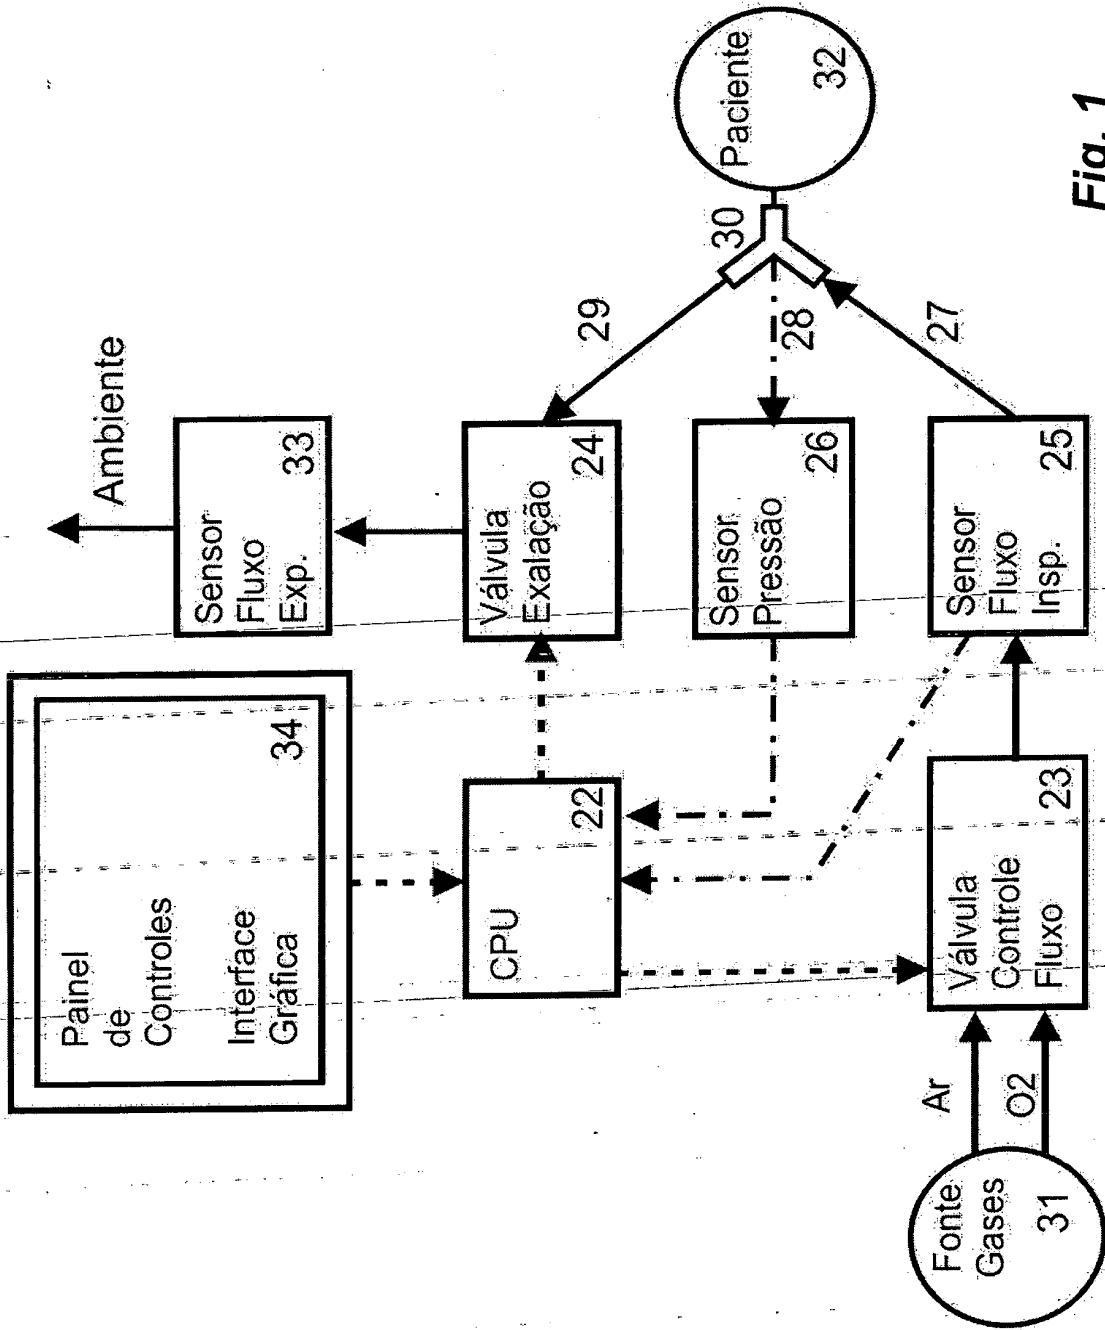 Painel
de
Controles
Interface
Gráfica
34
Sensor
Fluxo
Exp.
33
Ambiente
CPU
22
Válvula
Exalação
24
29
Sensor
Pressão
26
28
30
Paciente
32
Fonte
Gases
31
Ar
O2
Válvula
Controle
Fluxo
23
Sensor
Fluxo
Insp.
25
27
Fig. 1